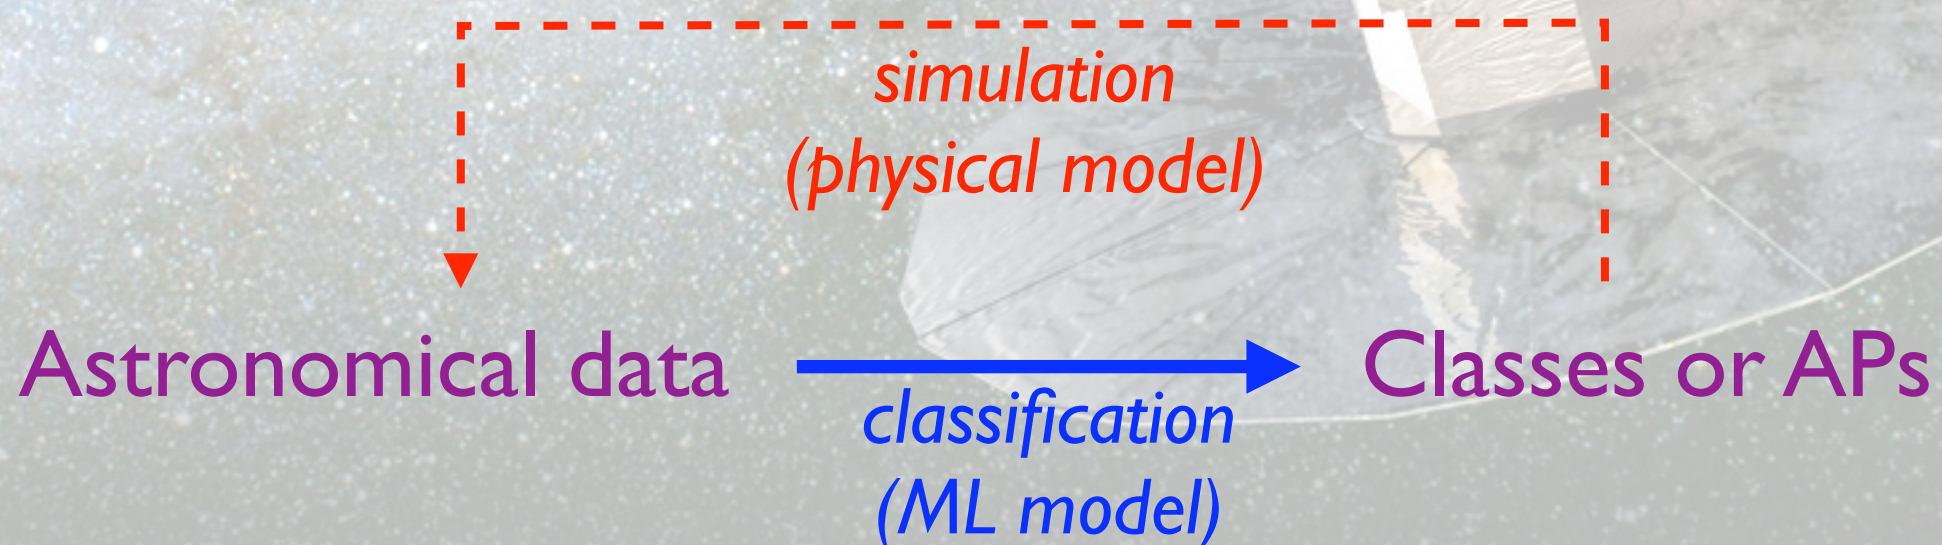 simulation
(physical model)
Astronomical data
Classes or APs
classification
(ML model)